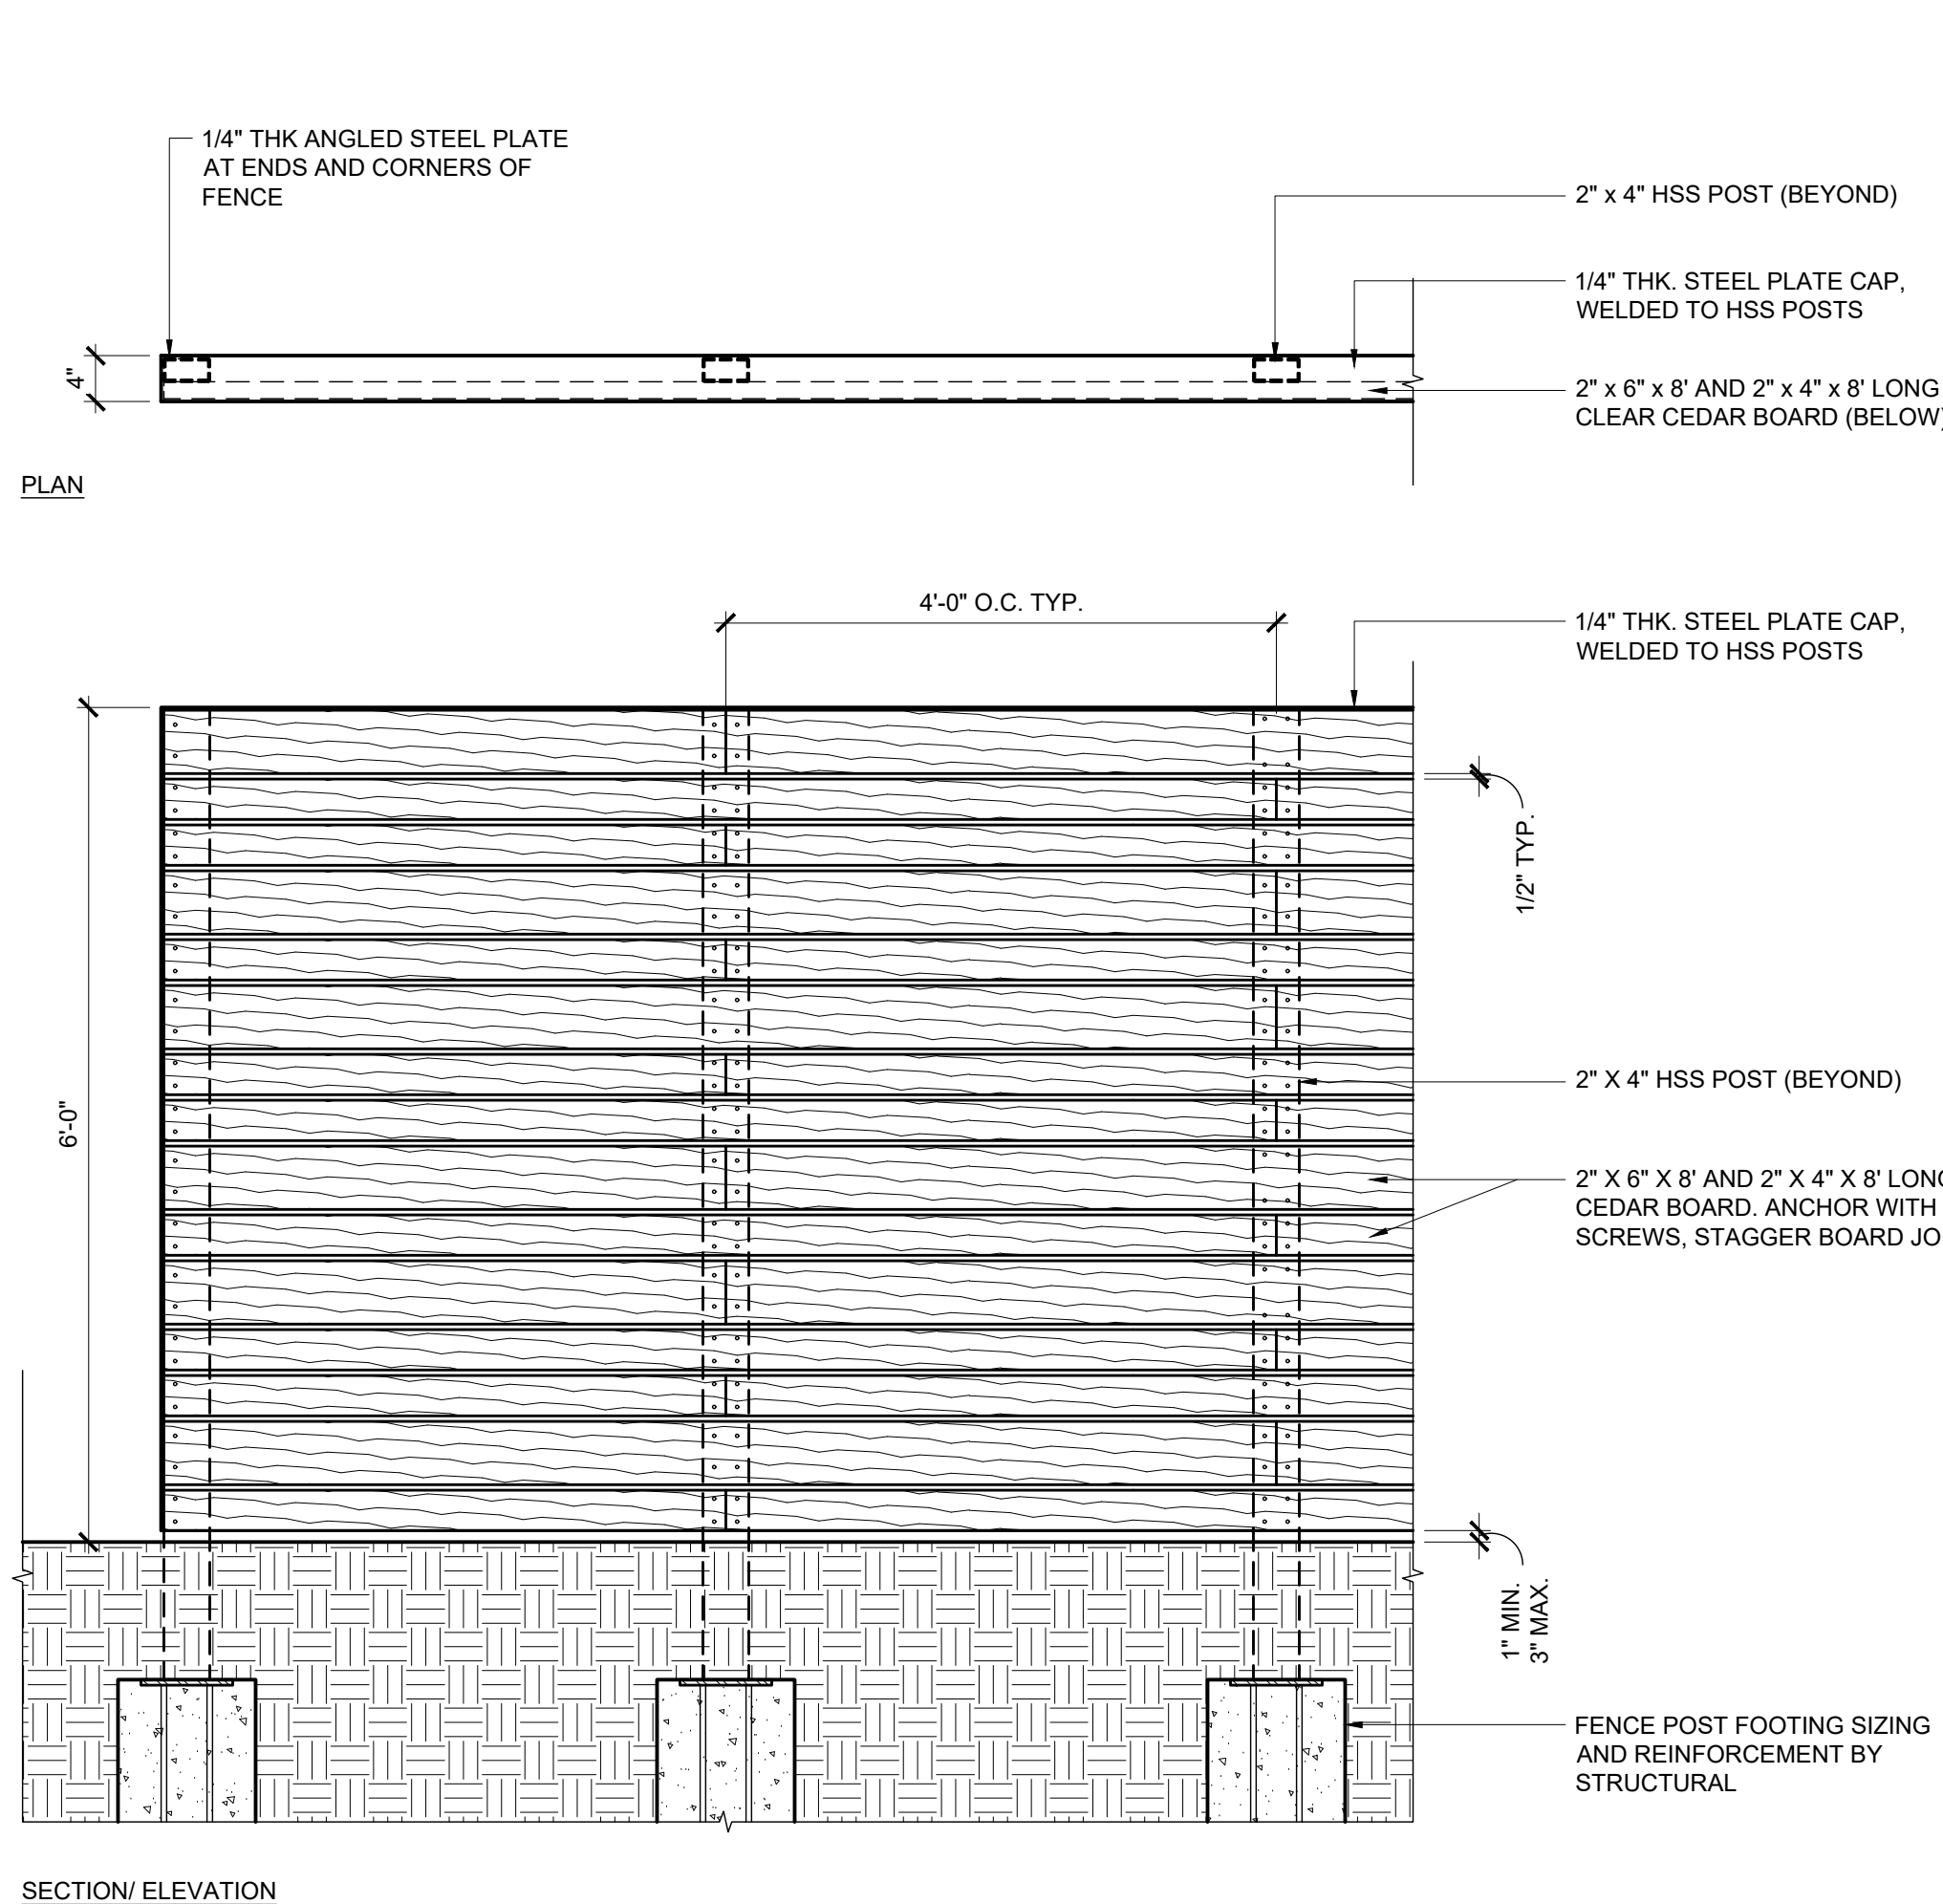 1/4" THK ANGLED STEEL PLATE
AT ENDS AND CORNERS OF
FENCE
2" x 4" HSS POST (BEYOND)
1/4" THK. STEEL PLATE CAP,
WELDED TO HSS POSTS
4"
2" x 6" x 8' AND 2" x 4" x 8' LONG
CLEAR CEDAR BOARD (BELOW)
PLAN
4'-0" O.C. TYP.
1/4" THK. STEEL PLATE CAP,
WELDED TO HSS POSTS
1/2" TYP.
6'-0"
2" X 4" HSS POST (BEYOND)
2" X 6" X 8' AND 2" X 4" X 8' LONG
CEDAR BOARD. ANCHOR WITH
SCREWS, STAGGER BOARD
1" MIN.
3" MAX.
FENCE POST FOOTING SIZING
AND REINFORCEMENT BY
STRUCTURAL
SECTION/ ELEVATION